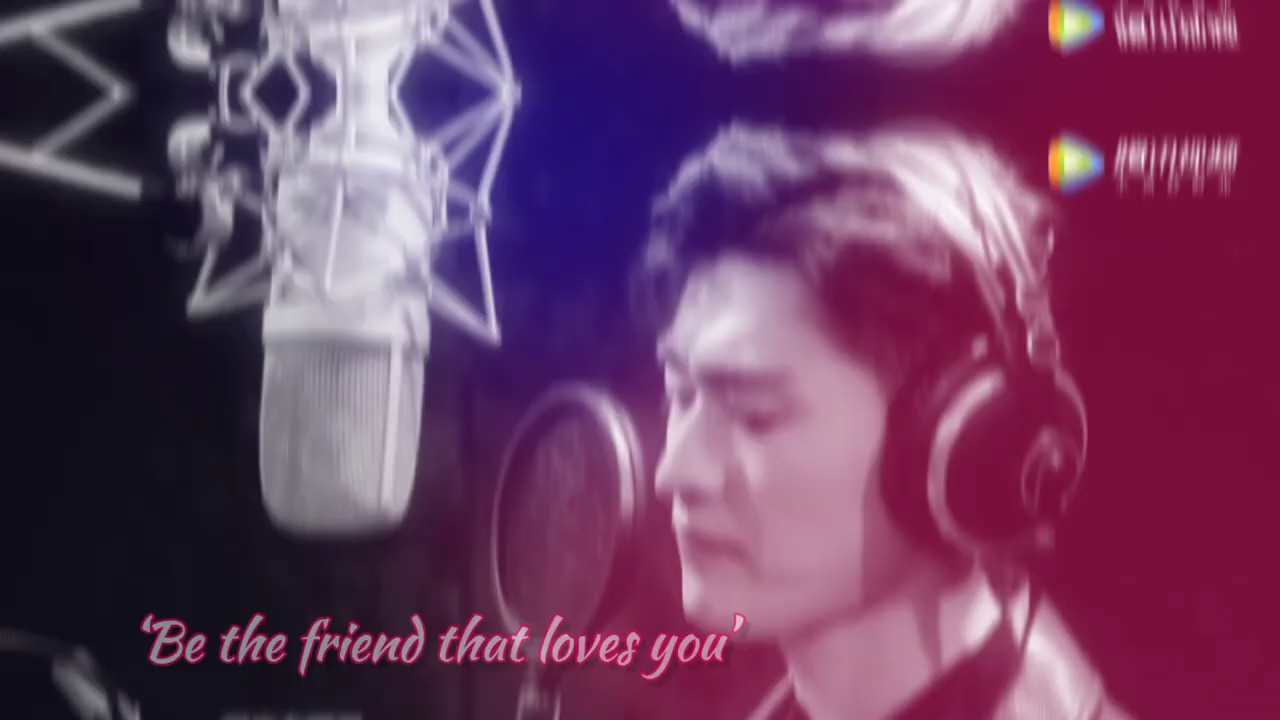 ‘Be the friend that loves you’